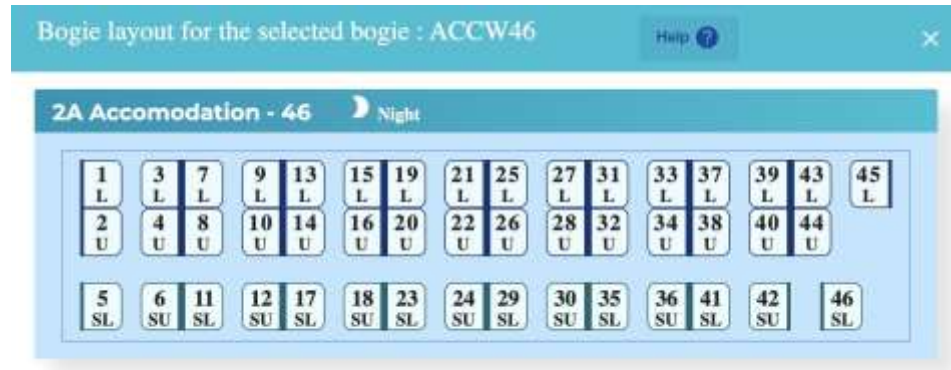 Bogie layout for the selected bogie : ACCW46 Help ?
2A Accomodation - 46 Night
1 3 7 9 13 15 19 21 25 27 31 33 37 39 43 45
L L L L L L L L L L L L L L L L
2 4 8 10 14 16 20 22 26 28 32 34 38 40 44
U U U U U U U U U U U U U U U
5 6 11 12 17 18 23 24 29 30 35 36 41 42 46
SL SU SL SU SL SU SL SU SL SU SL SU SL SU SL